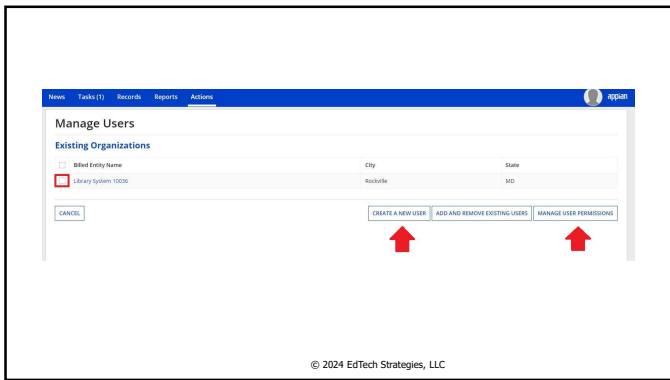 News Tasks (1) Records Reports Actions appian
Manage Users
Existing Organizations
Billed Entity Name City State
Library System 10036 Rockville MD
CANCEL CREATE A NEW USER ADD AND REMOVE EXISTING USERS MANAGE USER PERMISSIONS
© 2024 EdTech Strategies, LLC